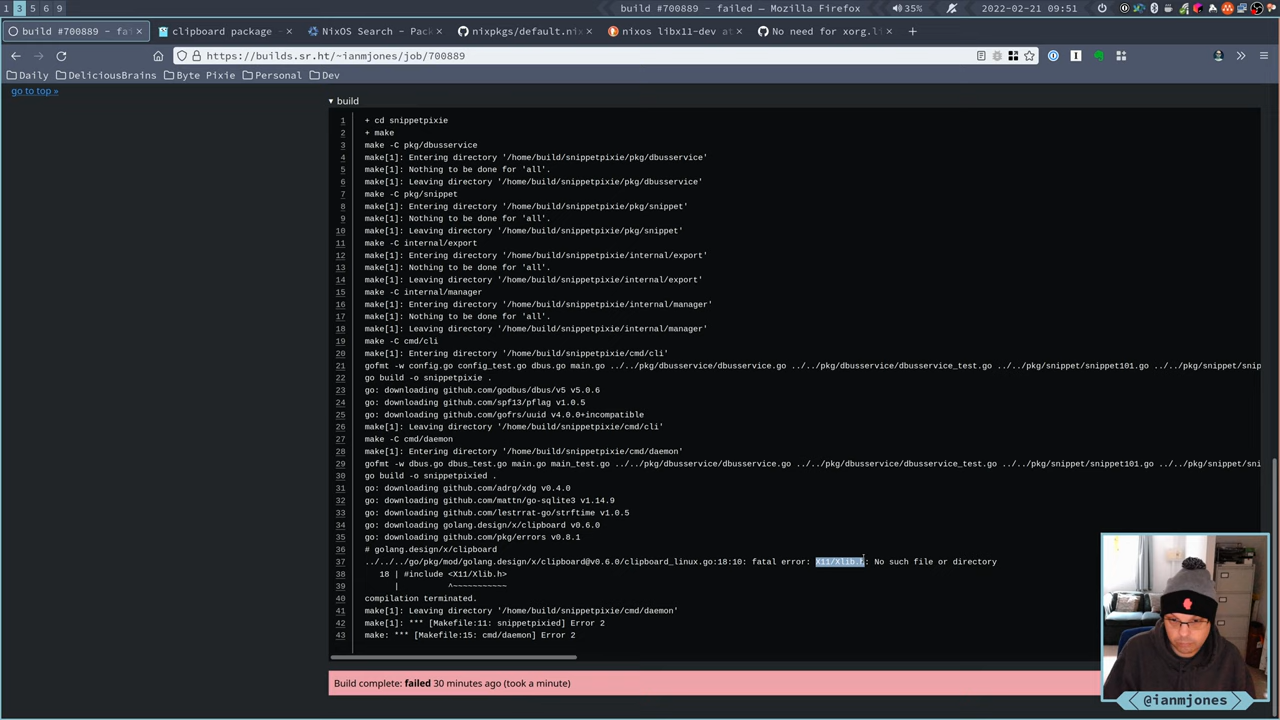 1 3 5 6 9
build #700889 - failed — Mozilla Firefox
35%
2022-02-21 09:51
build #700889 - fai
clipboard package -
NixOS Search - Pack
nixpkgs/default.nix
nixos libx11-dev at
No need for xorg.li
https://builds.sr.ht/~ianmjones/job/700889
Daily DeliciousBrains Byte Pixie Personal Dev
go to top »
▾ build
1 + cd snippetpixie
2 + make
3 make -C pkg/dbusservice
4 make[1]: Entering directory '/home/build/snippetpixie/pkg/dbusservice'
5 make[1]: Nothing to be done for 'all'.
6 make[1]: Leaving directory '/home/build/snippetpixie/pkg/dbusservice'
7 make -C pkg/snippet
8 make[1]: Entering directory '/home/build/snippetpixie/pkg/snippet'
9 make[1]: Nothing to be done for 'all'.
10 make[1]: Leaving directory '/home/build/snippetpixie/pkg/snippet'
11 make -C internal/export
12 make[1]: Entering directory '/home/build/snippetpixie/internal/export'
13 make[1]: Nothing to be done for 'all'.
14 make[1]: Leaving directory '/home/build/snippetpixie/internal/export'
15 make -C internal/manager
16 make[1]: Entering directory '/home/build/snippetpixie/internal/manager'
17 make[1]: Nothing to be done for 'all'.
18 make[1]: Leaving directory '/home/build/snippetpixie/internal/manager'
19 make -C cmd/cli
20 make[1]: Entering directory '/home/build/snippetpixie/cmd/cli'
21 gofmt -w config.go config_test.go dbus.go main.go ../../pkg/dbusservice/dbusservice.go ../../pkg/dbusservice/dbusservice_test.go ../../pkg/snippet/snippet101.go ../../pkg/snip
22 go build -o snippetpixie .
23 go: downloading github.com/godbus/dbus/v5 v5.0.6
24 go: downloading github.com/spf13/pflag v1.0.5
25 go: downloading github.com/gofrs/uuid v4.0.0+incompatible
26 make[1]: Leaving directory '/home/build/snippetpixie/cmd/cli'
27 make -C cmd/daemon
28 make[1]: Entering directory '/home/build/snippetpixie/cmd/daemon'
29 gofmt -w dbus.go dbus_test.go main.go main_test.go ../../pkg/dbusservice/dbusservice.go ../../pkg/dbusservice/dbusservice_test.go ../../pkg/snippet/snippet101.go ../../pkg/sni
30 go build -o snippetpixied .
31 go: downloading github.com/adrg/xdg v0.4.0
32 go: downloading github.com/mattn/go-sqlite3 v1.14.9
33 go: downloading github.com/lestrrat-go/strftime v1.0.5
34 go: downloading golang.design/x/clipboard v0.6.0
35 go: downloading github.com/pkg/errors v0.8.1
36 # golang.design/x/clipboard
37 ../../../go/pkg/mod/golang.design/x/clipboard@v0.6.0/clipboard_linux.go:18:10: fatal error: X11/Xlib.h: No such file or directory
38 18 | #include <X11/Xlib.h>
39 | ^~~~~~~~~~~~
40 compilation terminated.
41 make[1]: Leaving directory '/home/build/snippetpixie/cmd/daemon'
42 make[1]: *** [Makefile:11: snippetpixied] Error 2
43 make: *** [Makefile:15: cmd/daemon] Error 2
Build complete: failed 30 minutes ago (took a minute)
@ianmjones